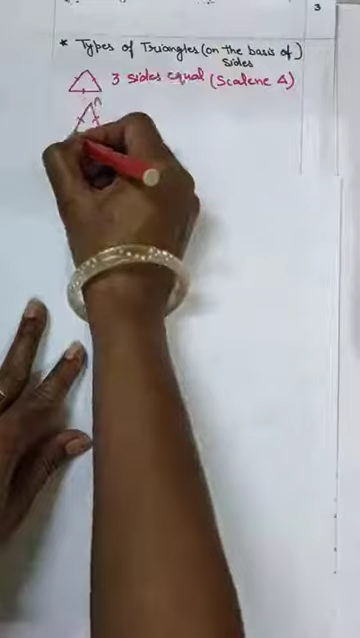 3
* Types of Triangles (on the basis of)
Sides
3 sides equal (Scalene Δ)